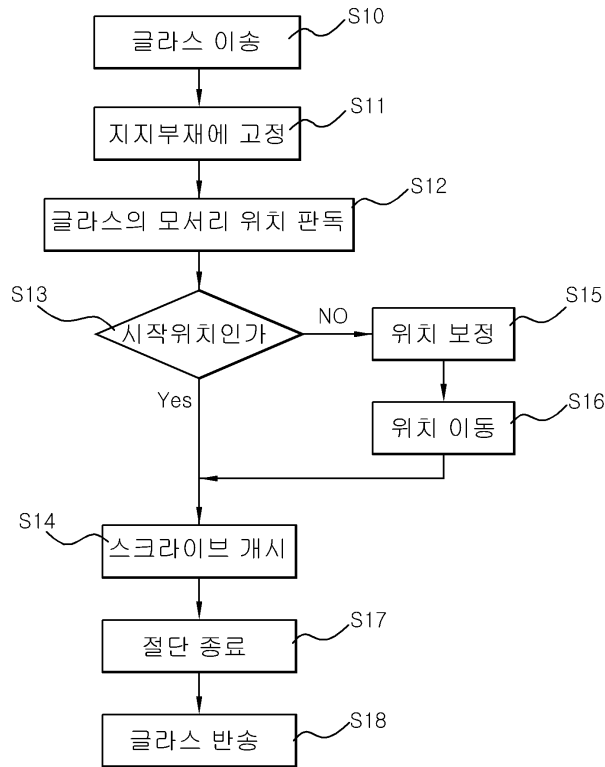 S10
글라스 이송
S11
지지부재에 고정
S12
글라스의 모서리 위치 판독
S13
시작위치인가
NO
S15
위치 보정
Yes
S16
위치 이동
S14
스크라이브 개시
S17
절단 종료
S18
글라스 반송